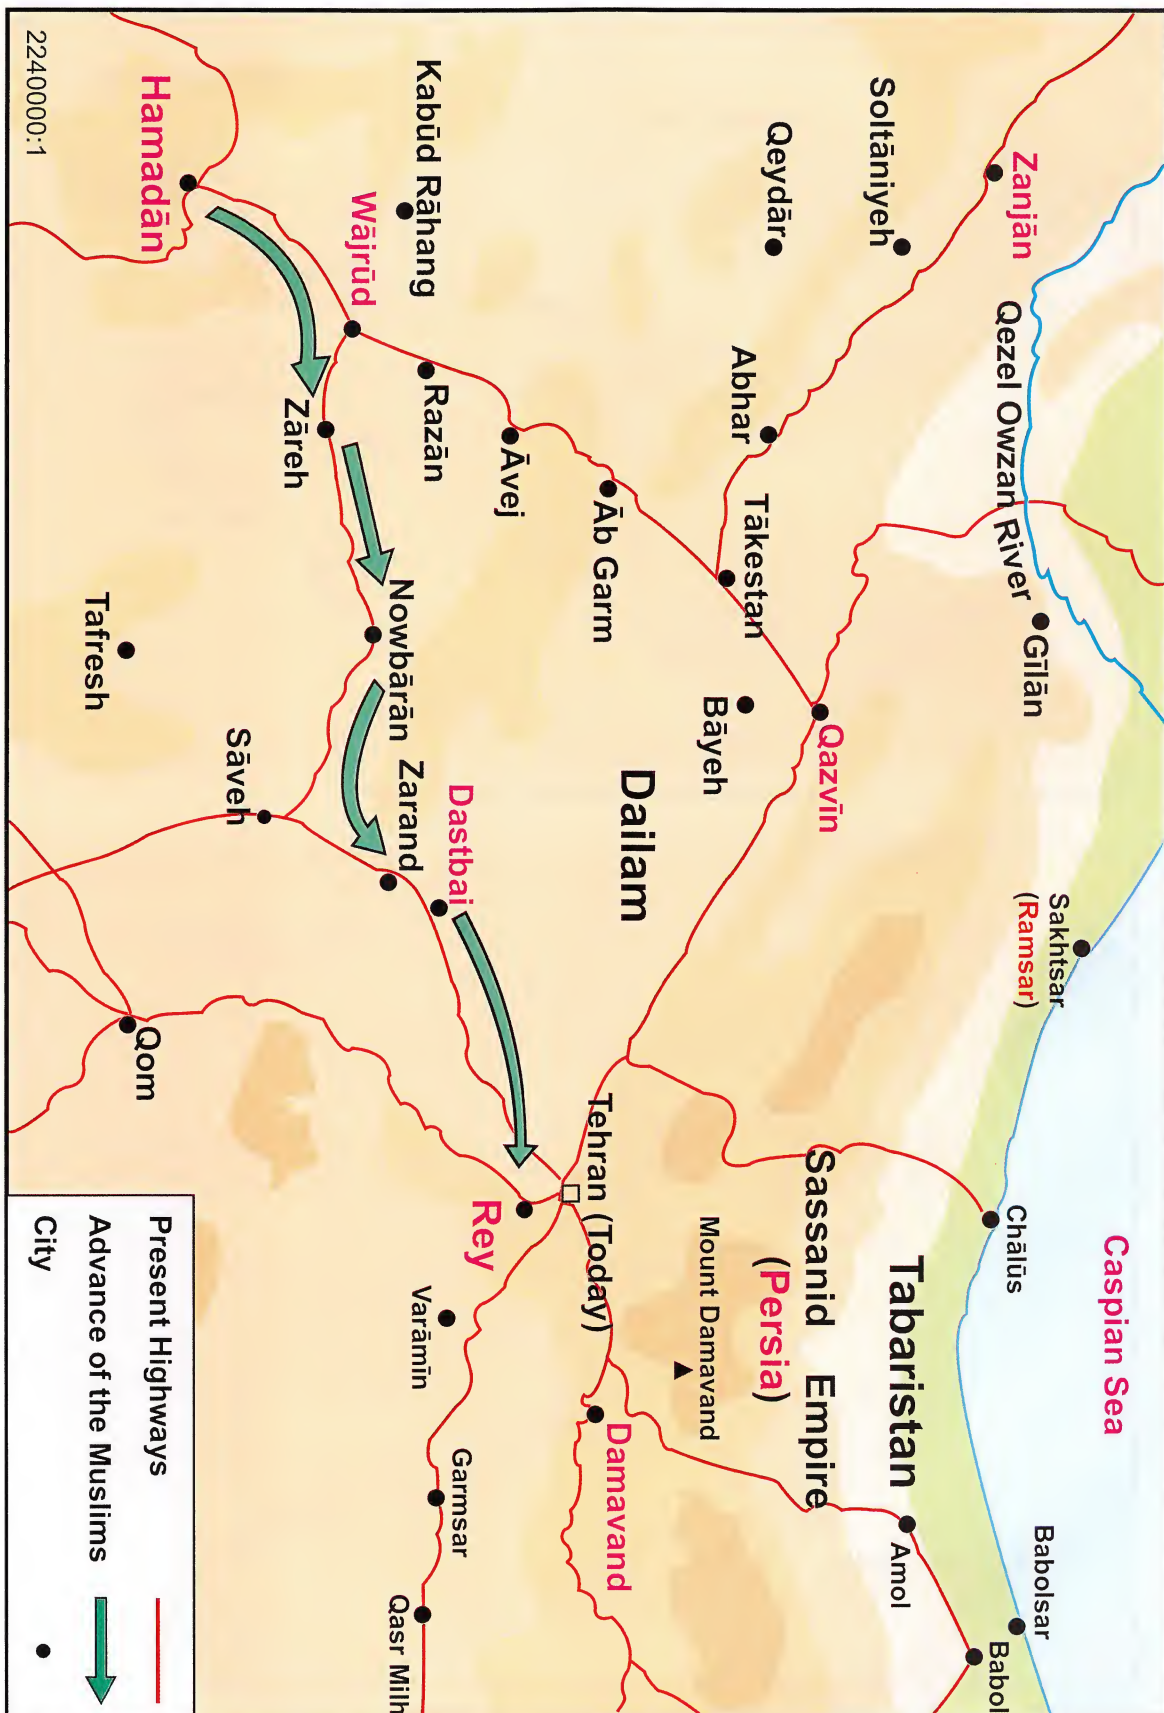 Caspian Sea
Zanjān
Qezel Owzan River
Gīlān
Sakhtsar
(Ramsar)
Chālūs
Babolsar
Babol
Soltāniyeh
Tabaristan
Amol
Qeydār
Abhar
Tākestan
Qazvīn
Bāyeh
Sassanid Empire
(Persia)
Mount Damavand
Dailam
Kabūd Rāhang
Razān
Āvej
Āb Garm
Tehran (Today)
Damavand
Wājrūd
Zāreh
Nowbārān
Zarand
Dastbai
Rey
Varāmīn
Garmsar
Qasr Milh
Hamadān
Tafresh
Sāveh
Qom
2240000:1
Present Highways
Advance of the Muslims
City